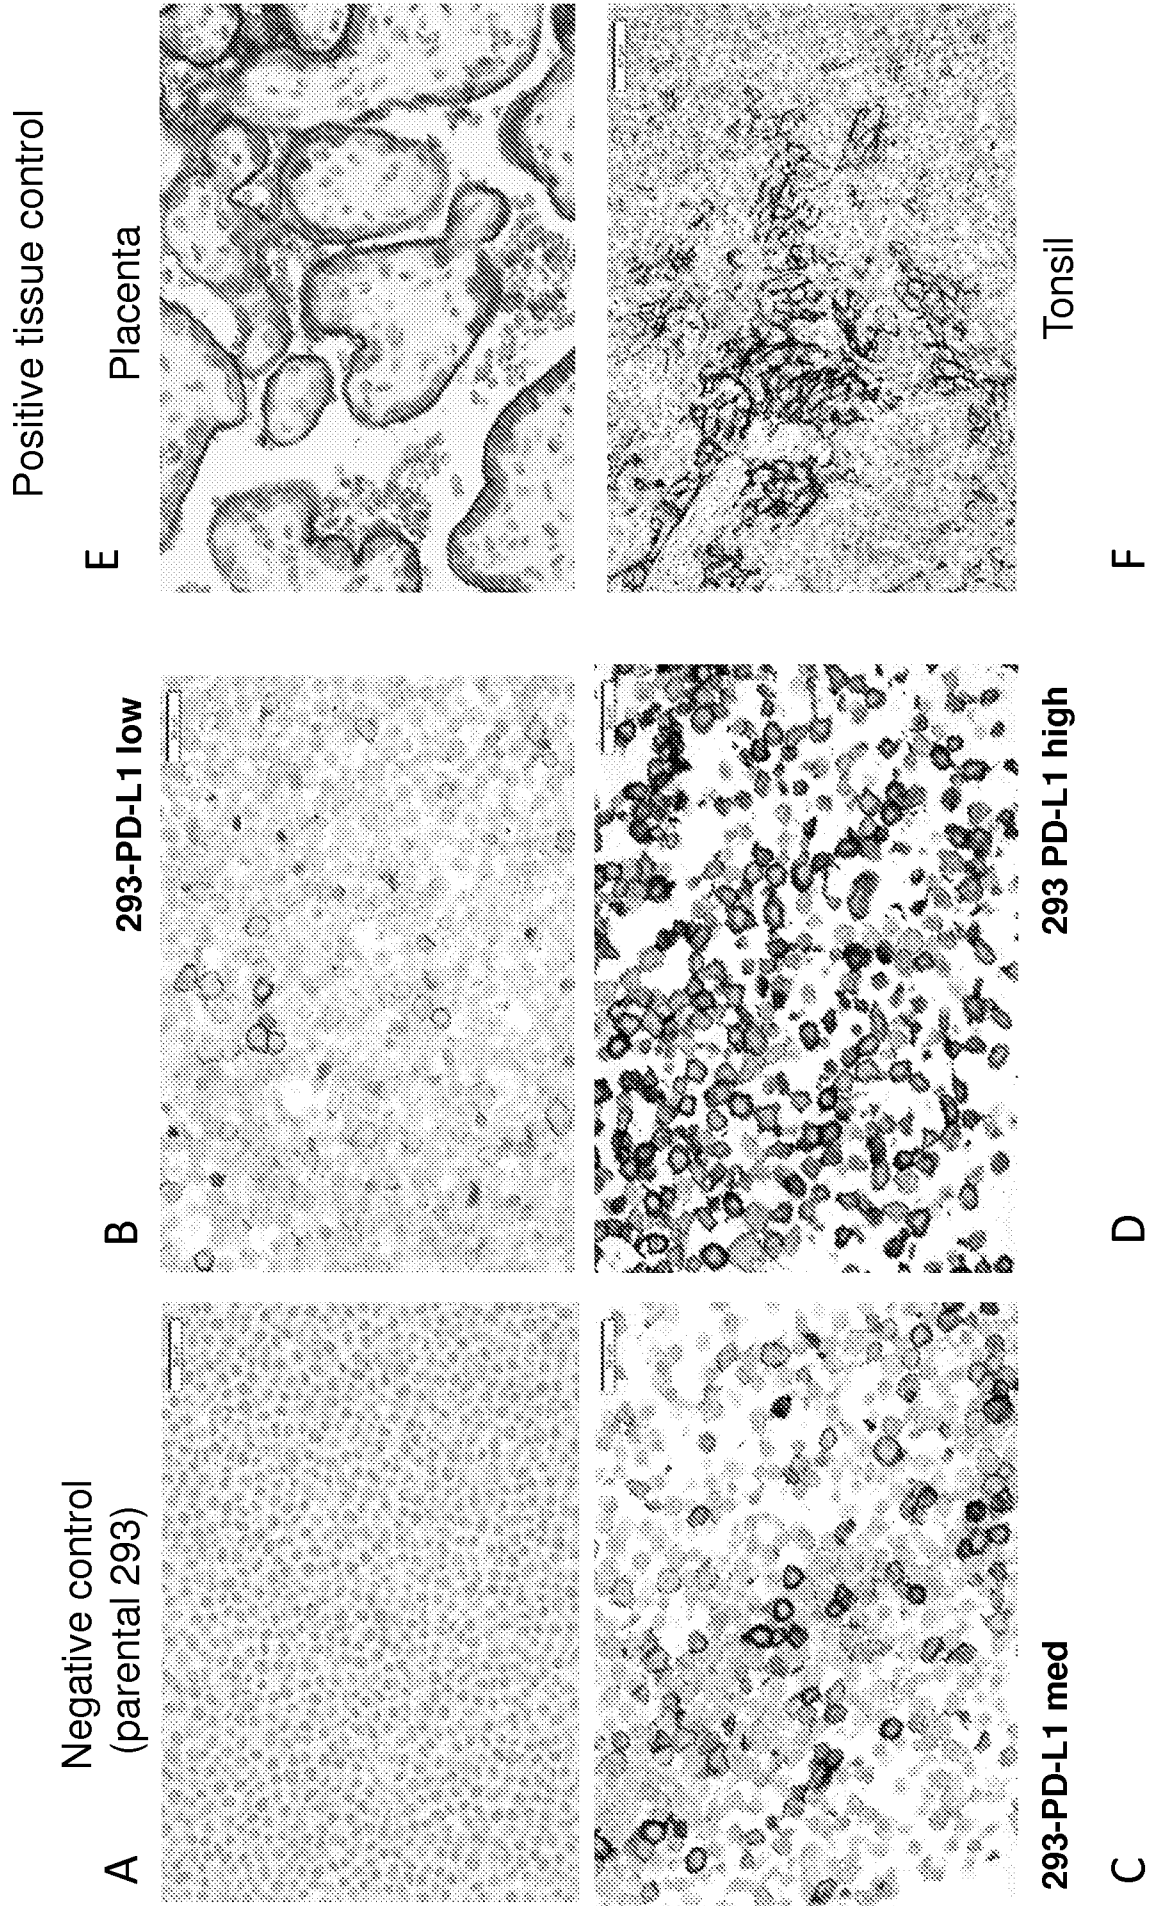 A
Negative control
(parental 293)
B
293-PD-L1 low
Positive tissue control
E
Placenta
293-PD-L1 med
C
293 PD-L1 high
D
Tonsil
F